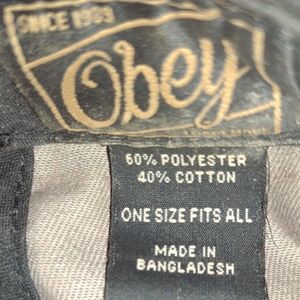 SINCE 1989
Obey
60% POLYESTER
40% COTTON
ONE SIZE FITS ALL
MADE IN
BANGLADESH